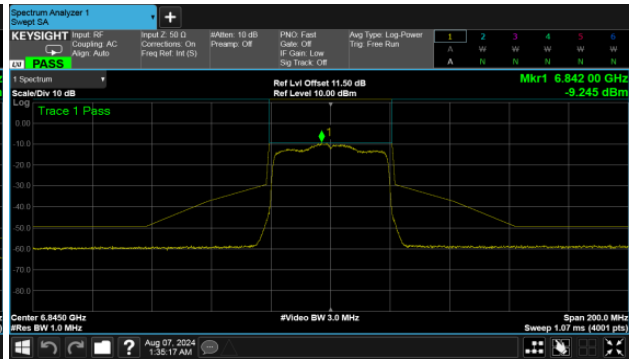 Spectrum Analyzer 1
Swept SA
+
KEYSIGHT Input: RF Input Z: 50 Ω #Atten: 10 dB PNO: Fast Avg Type: Log-Power 1 2 3 4 5 6
Coupling: AC Corrections: On Preamp: Off Gate: Off Trig: Free Run A W W W W W
Align: Auto Freq Ref: Int (S) IF Gain: Low
Sig Track: Off A N N N N N
LXI PASS
1 Spectrum Ref Lvl Offset 11.50 dB Mkr1 6.842 00 GHz
Scale/Div 10 dB Ref Level 10.00 dBm -9.245 dBm
Log
Trace 1 Pass
0.00
1
-10.0
-20.0
-30.0
-40.0
-50.0
-60.0
-70.0
-80.0
Center 6.8450 GHz #Video BW 3.0 MHz Span 200.0 MHz
#Res BW 1.0 MHz Sweep 1.07 ms (4001 pts)
? Aug 07, 2024
1:35:17 AM